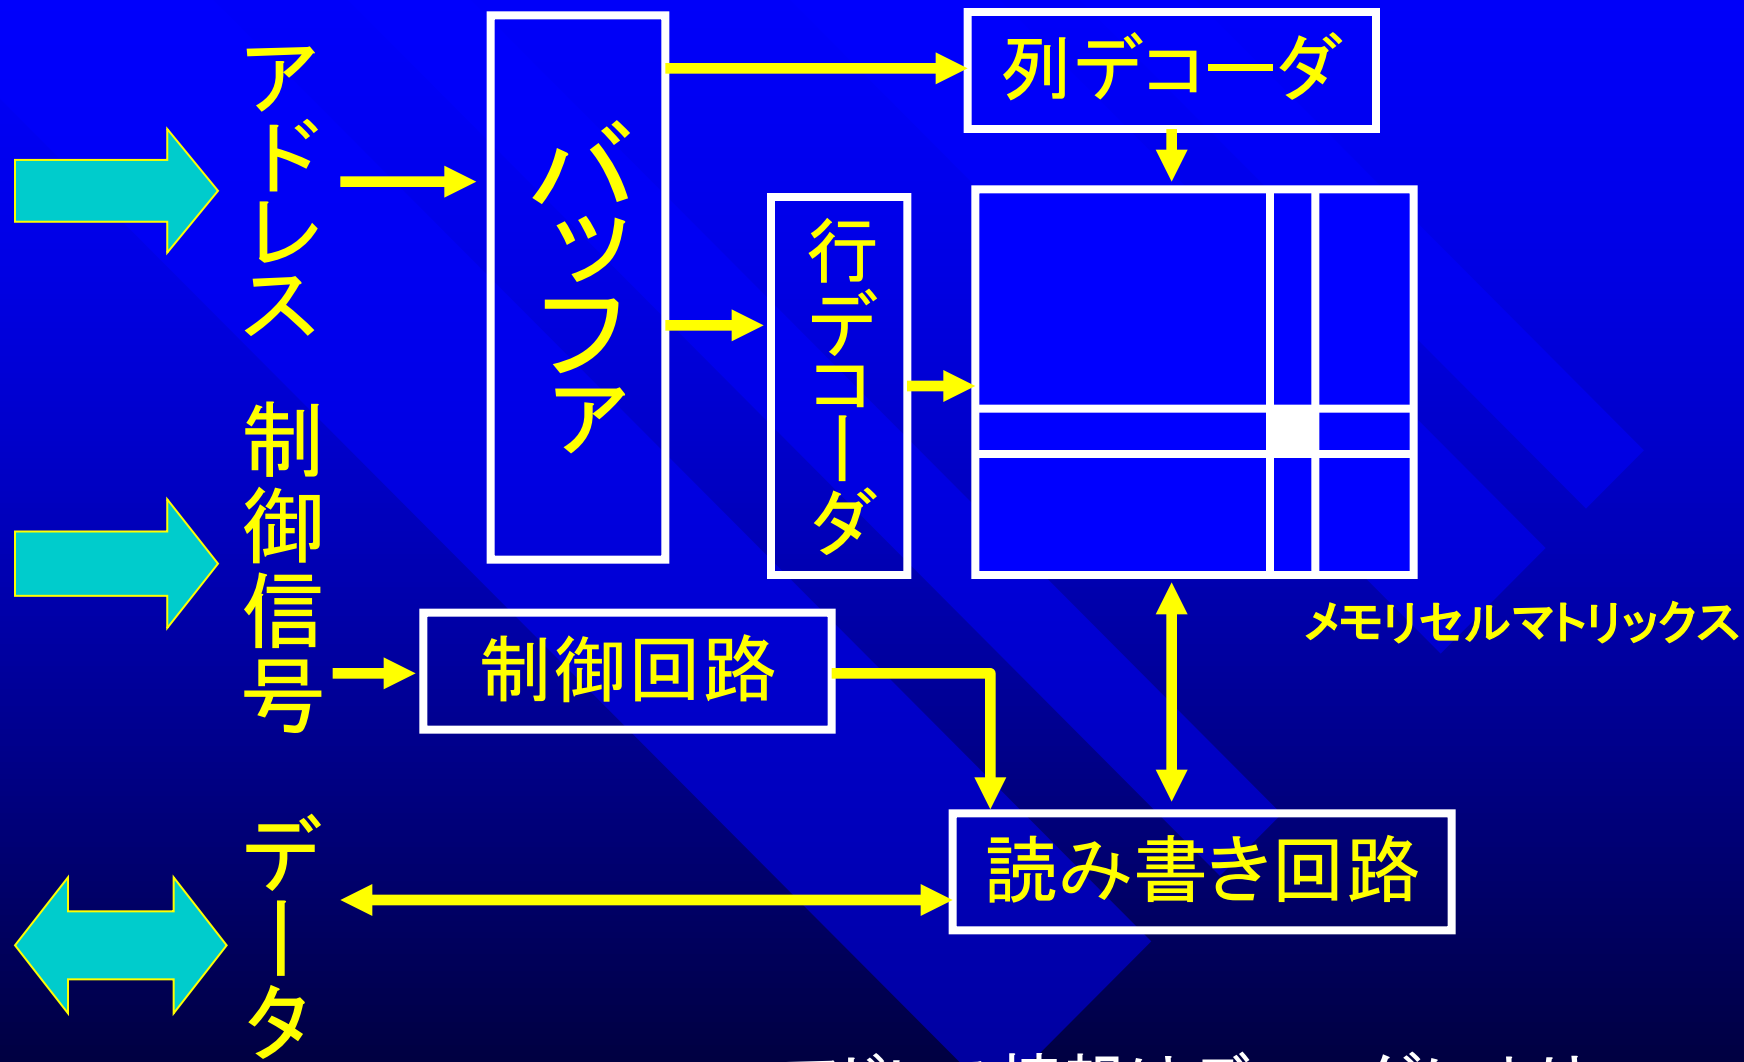 アドレス
バッファ
列デコーダ
行デコーダ
制御信号
メモリセルマトリックス
制御回路
読み書き回路
データ